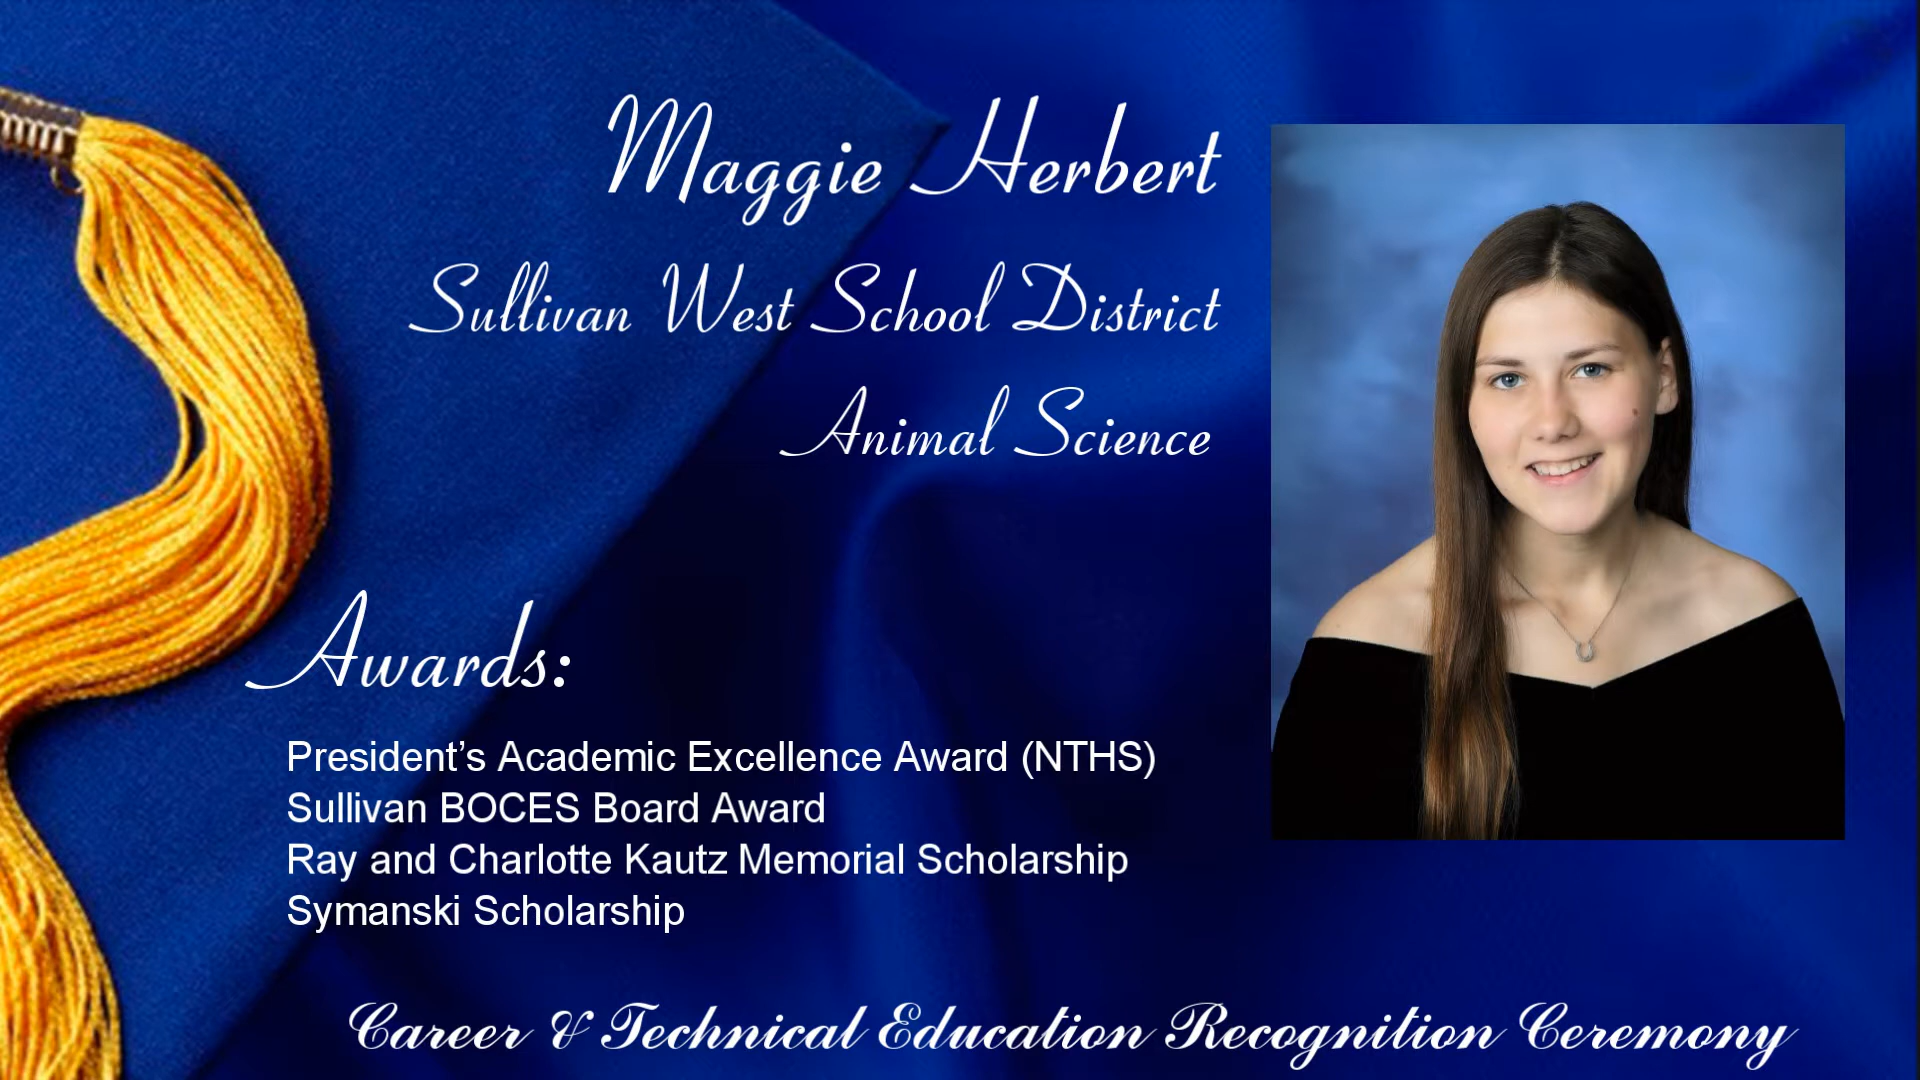 Maggie Herbert
Sullivan West School District
Animal Science
Awards:
President’s Academic Excellence Award (NTHS)
Sullivan BOCES Board Award
Ray and Charlotte Kautz Memorial Scholarship
Symanski Scholarship
Career & Technical Education Recognition Ceremony